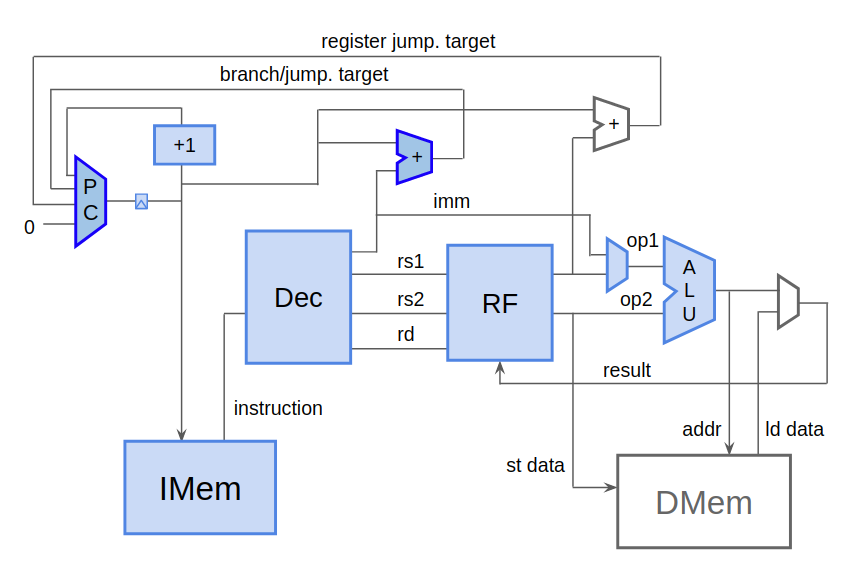 register jump. target
branch/jump. target
+
+1
+
P
C
imm
0
op1
rs1
A
Dec
rs2
RF
op2
L
U
rd
result
instruction
addr
ld data
st data
IMem
DMem